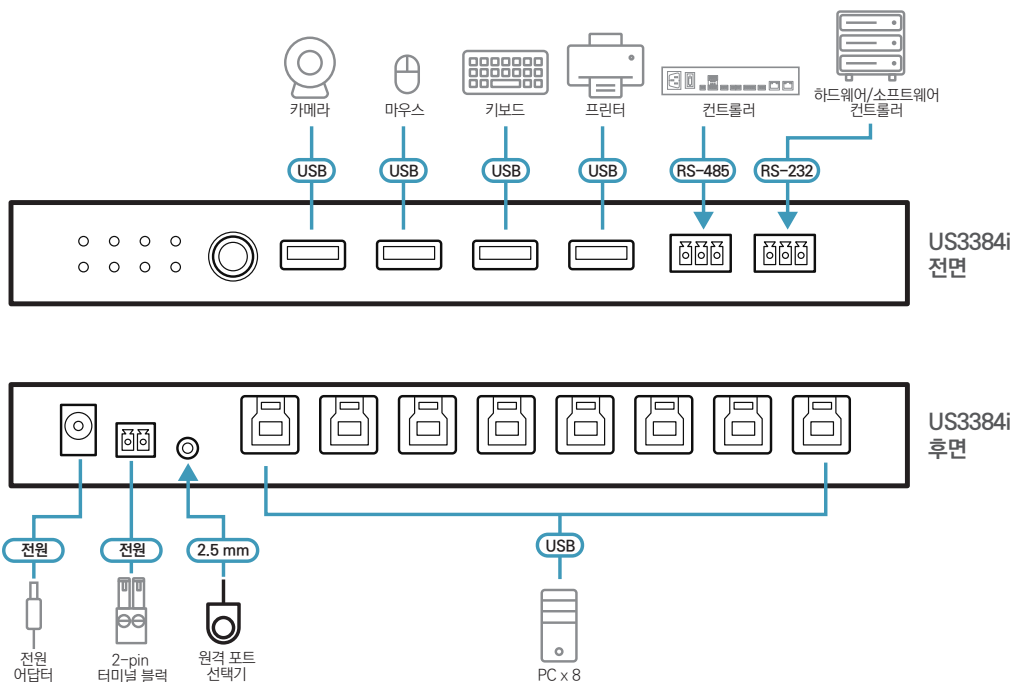 카메라
마우스
키보드
프린터
컨트롤러
하드웨어/소프트웨어
컨트롤러
USB
USB
USB
USB
RS-485
RS-232
US3384i
전면
US3384i
후면
전원
전원
2.5 mm
USB
전원
어답터
2-pin
터미널 블럭
원격 포트
선택기
PC x 8